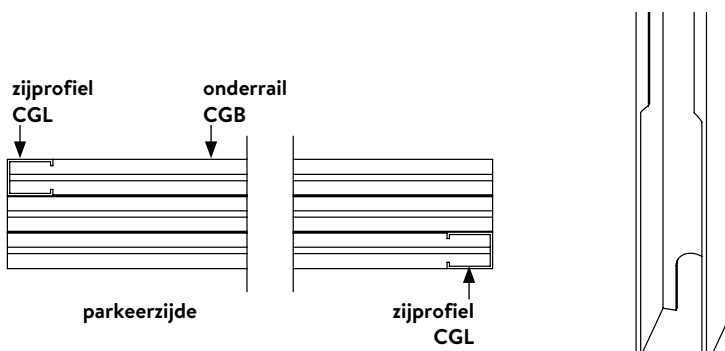 zijprofiel
CGL
onderrail
CGB
parkeerzijde
zijprofiel
CGL